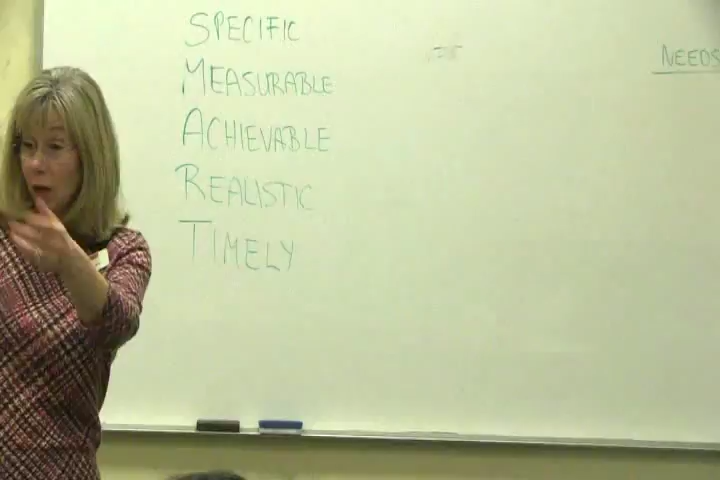 SPECIFIC
MEASURABLE
ACHIEVABLE
REALISTIC
TIMELY
NEEDS